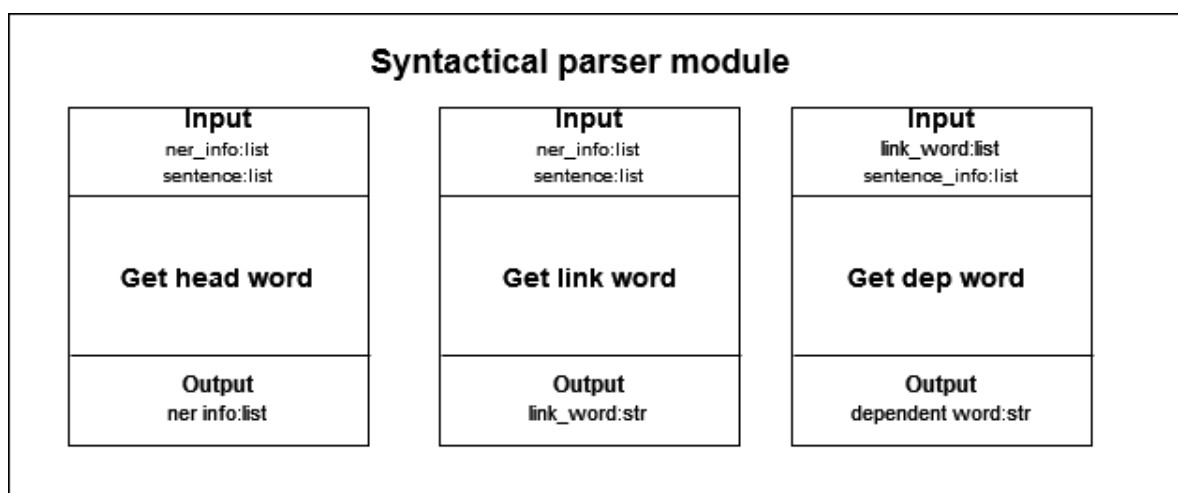 Syntactical parser module
Input
ner_info:list
sentence:list
Get head word
Output
ner info:list
Input
ner_info:list
sentence:list
Get link word
Output
link_word:str
Input
link_word:list
sentence_info:list
Get dep word
Output
dependent word:str